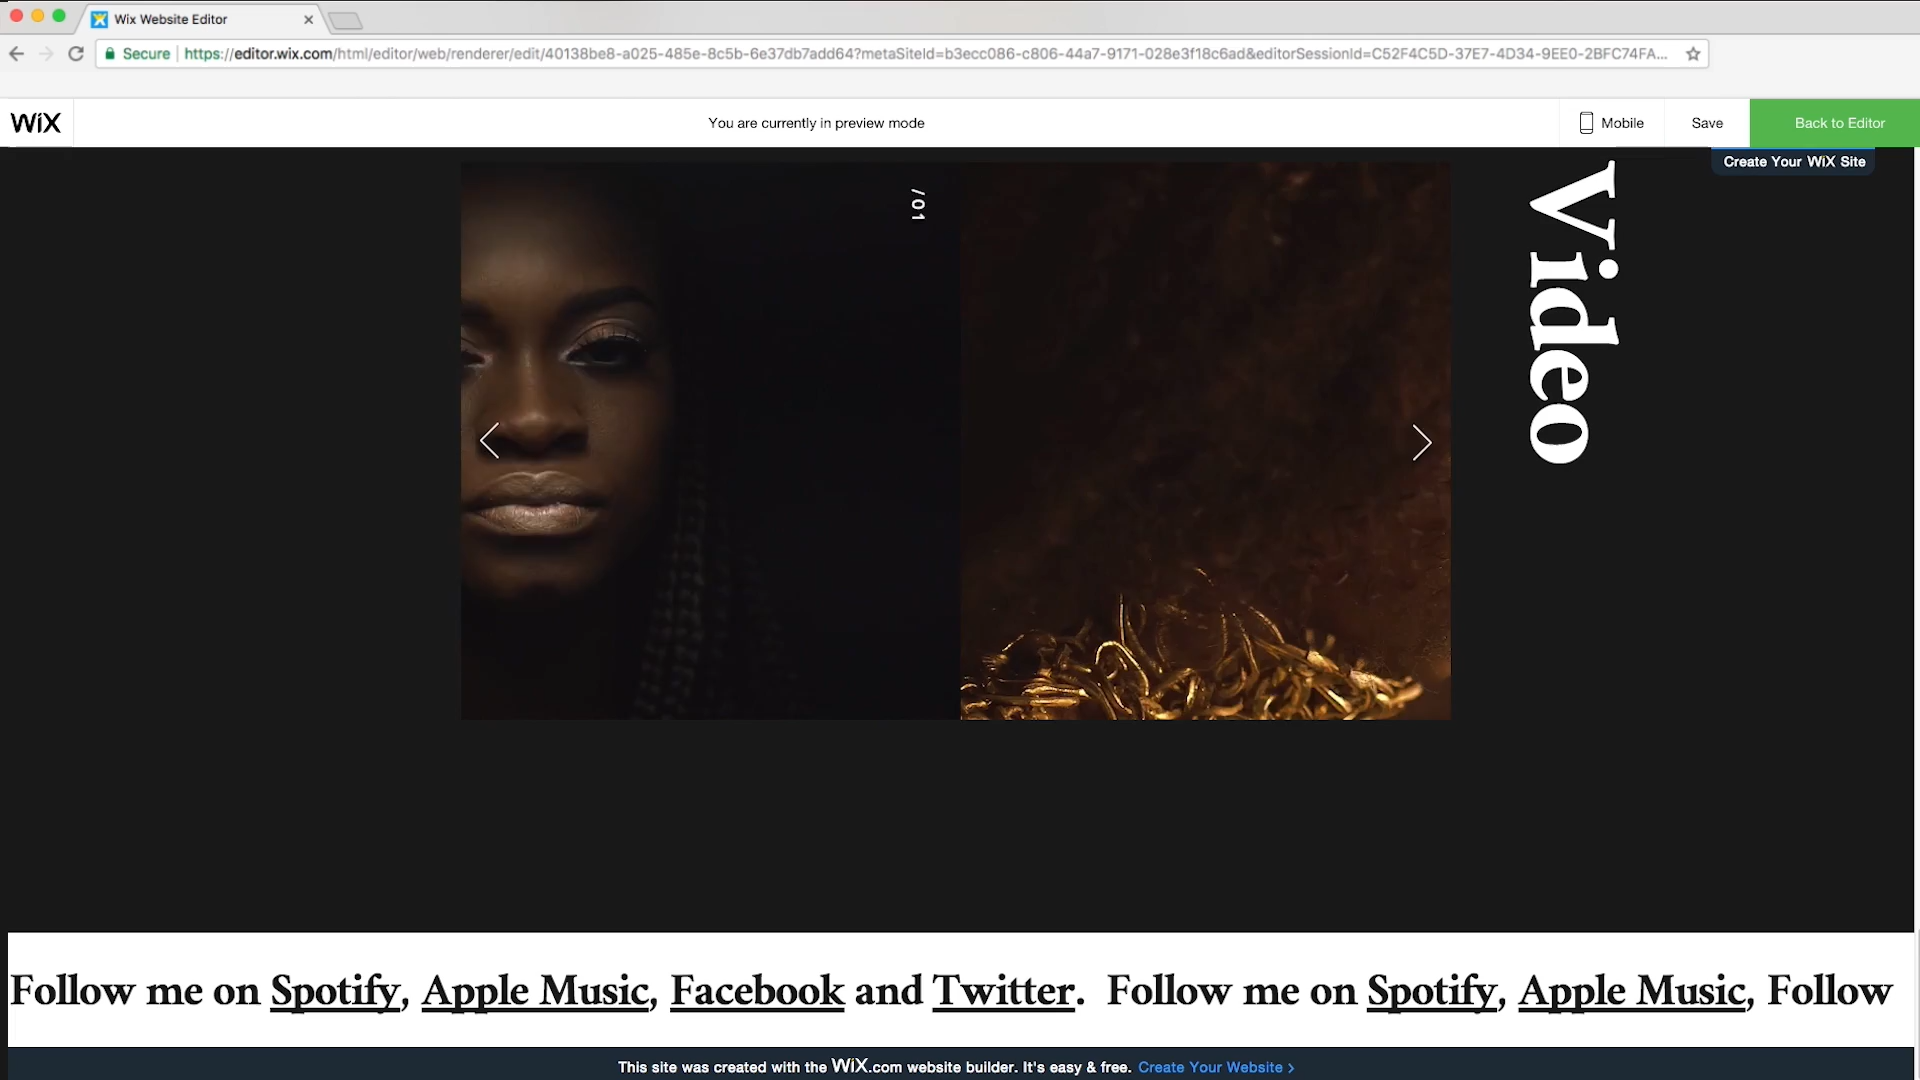 Wix Website Editor
Secure https://editor.wix.com/html/editor/web/renderer/edit/40138be8-a025-485e-8c5b-6e37db7add64?metaSiteId=b3ecc086-c806-44a7-9171-028e3f18c6ad&editorSessionId=C52F4C5D-37E7-4D34-9EE0-2BFC74FA...
WiX You are currently in preview mode Mobile Save Back to Editor
Create Your WiX Site
/01
Video
Follow me on Spotify, Apple Music, Facebook and Twitter. Follow me on Spotify, Apple Music, Follow
This site was created with the WiX.com website builder. It's easy & free. Create Your Website >